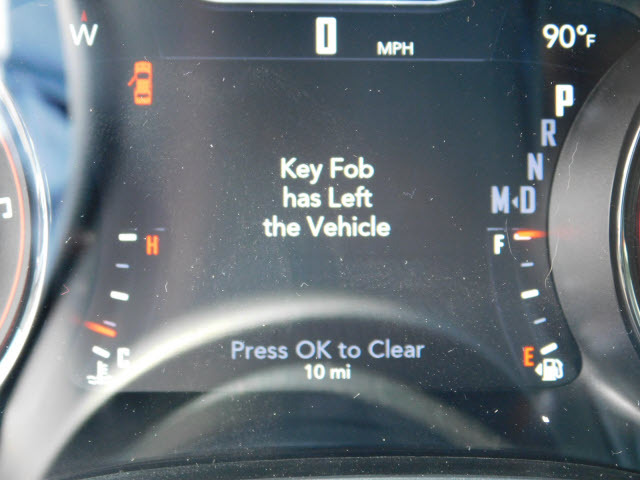 W 0 MPH 90°F
P
R
N
M◂D
Key Fob
has Left
the Vehicle
H F
C E
Press OK to Clear
10 mi